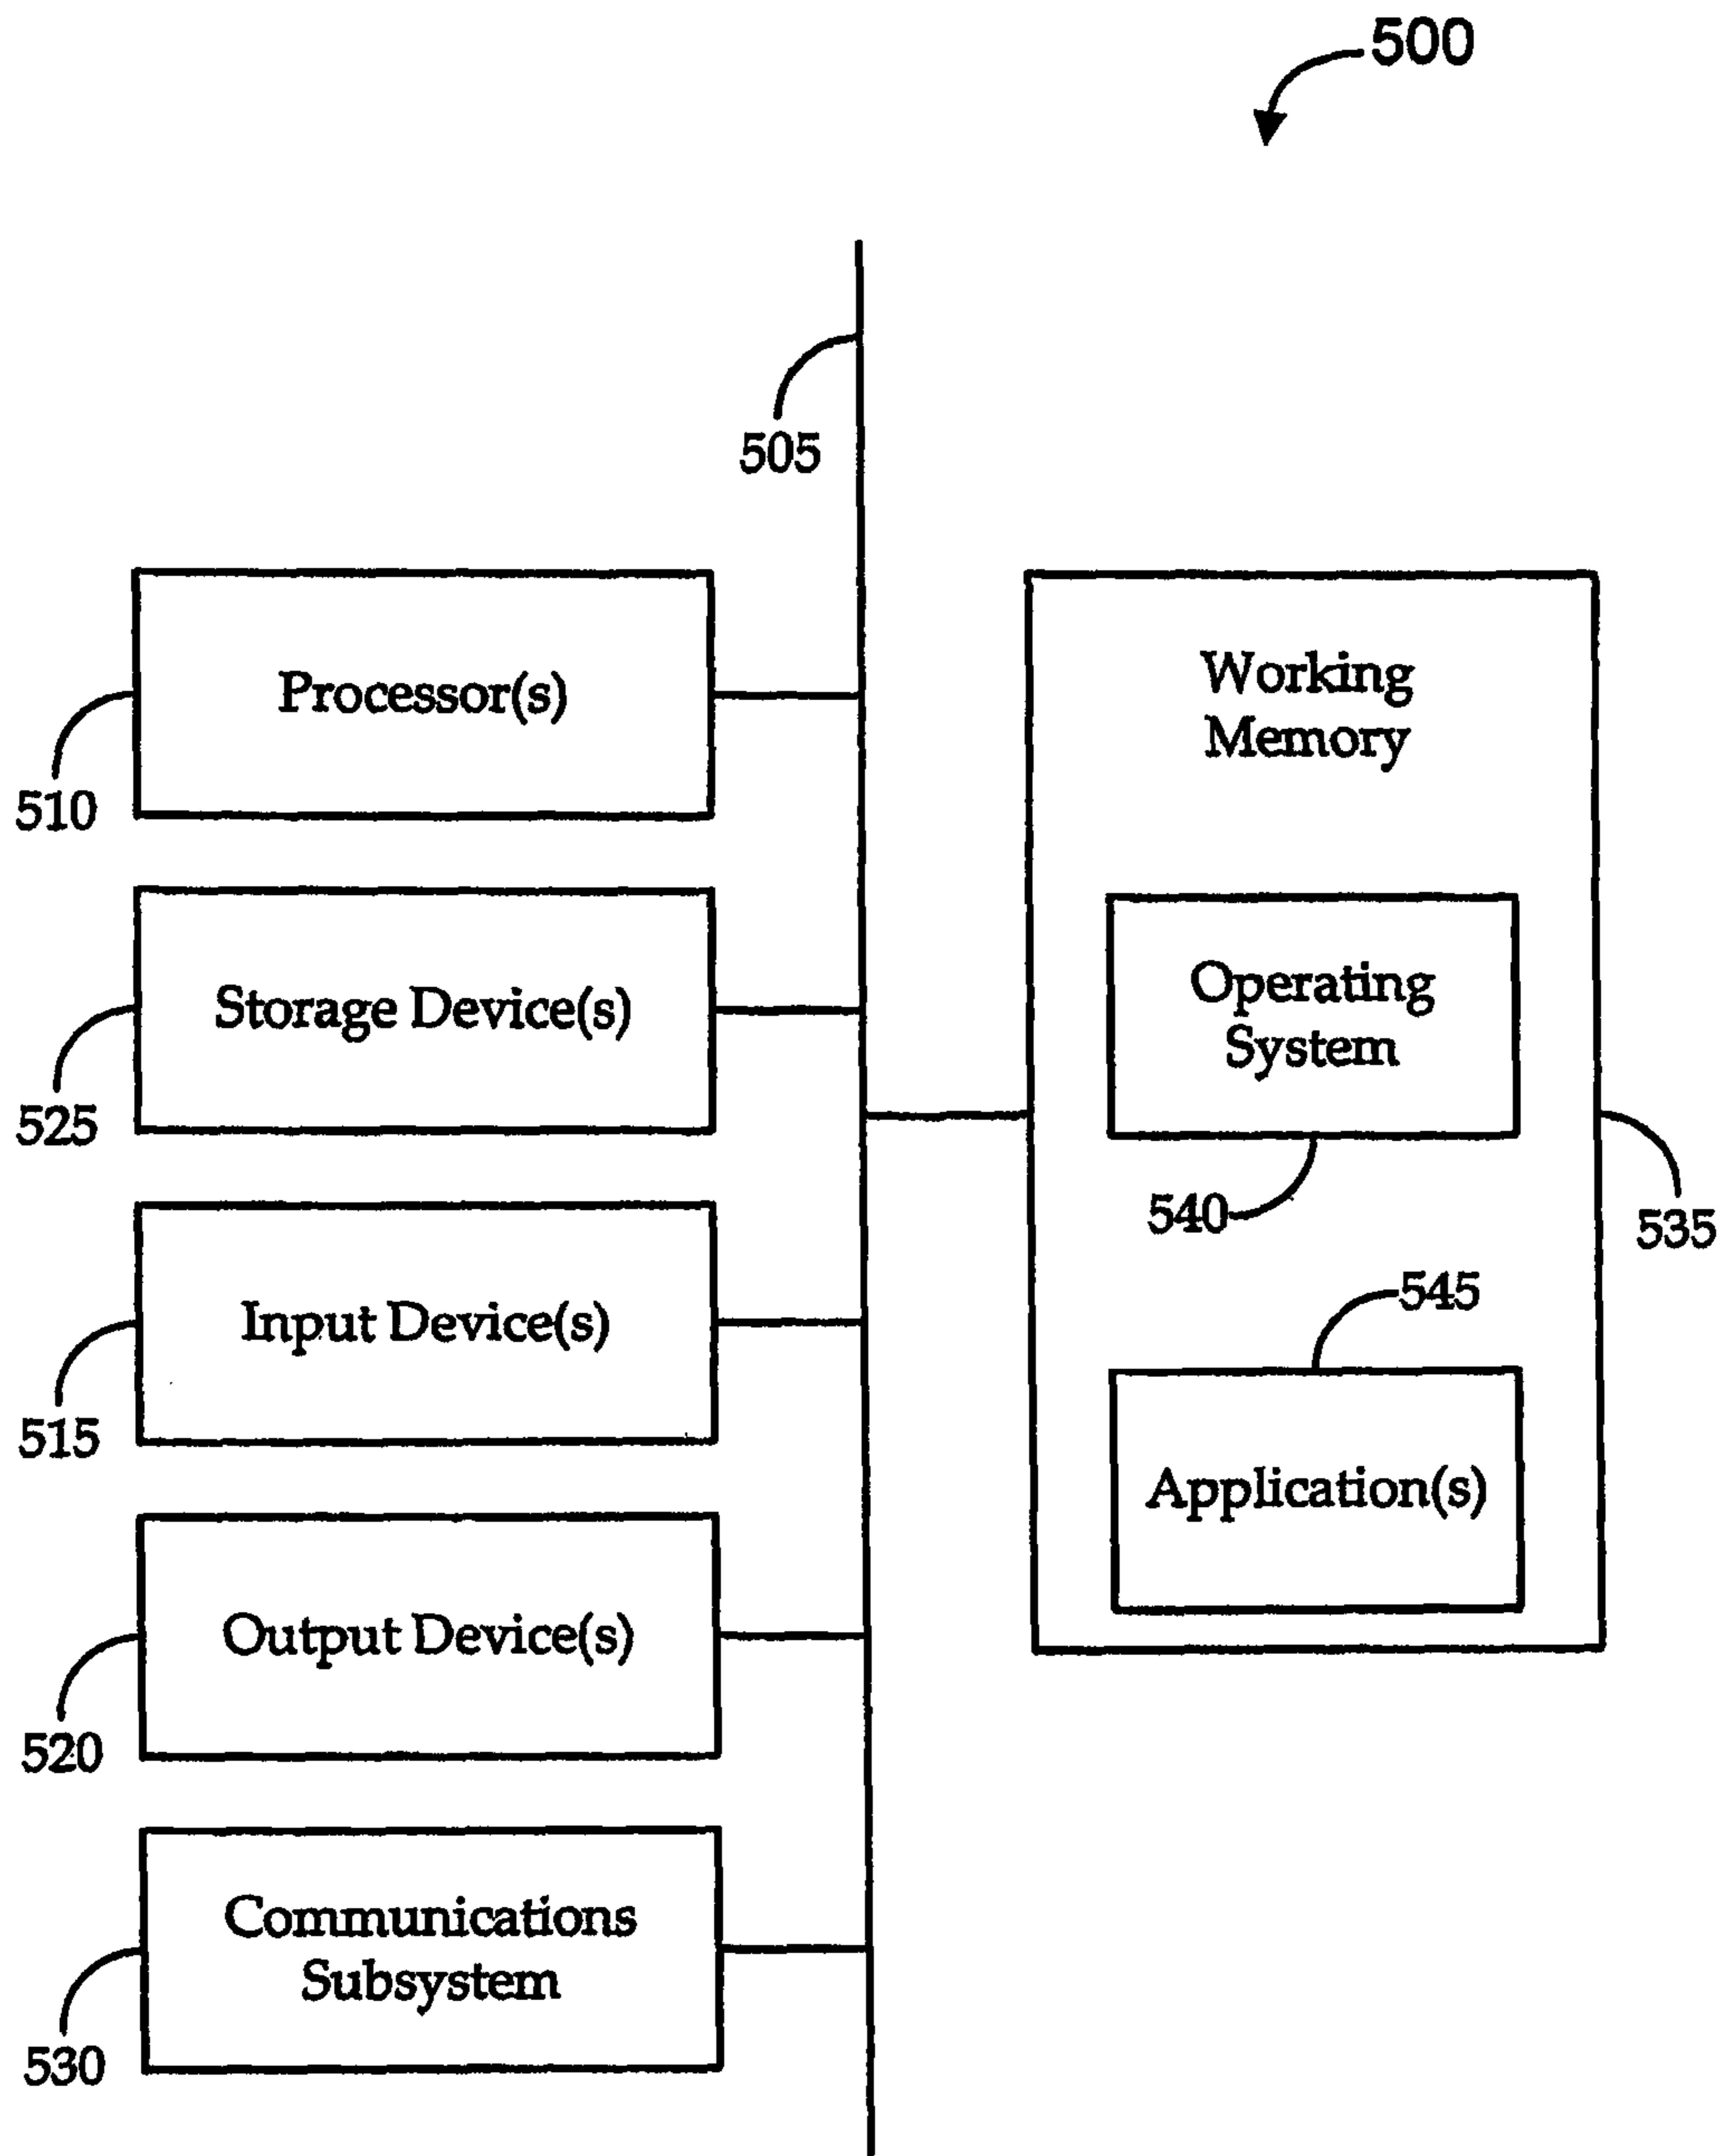 500
505
Processor(s)
510
Storage Device(s)
525
Input Device(s)
515
Output Device(s)
520
Communications
Subsystem
530
Working
Memory
Operating
System
540
535
545
Application(s)